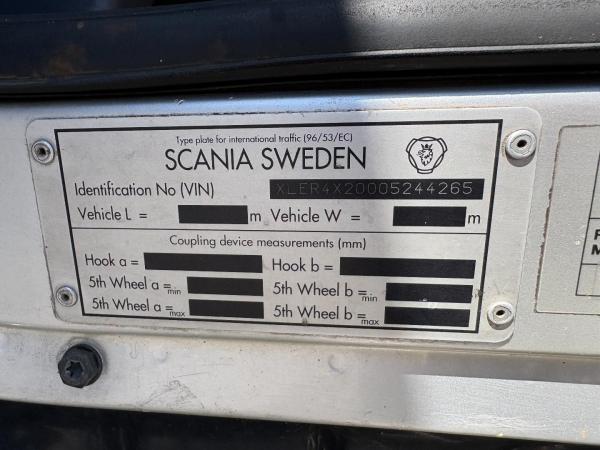 Type plate for international traffic (96/53/EC)
SCANIA SWEDEN
Identification No (VIN) XLER4X20005244265
Vehicle L = m Vehicle W = m
Coupling device measurements (mm)
Hook a = Hook b =
5th Wheel a = min 5th Wheel b = min
5th Wheel a = max 5th Wheel b = max